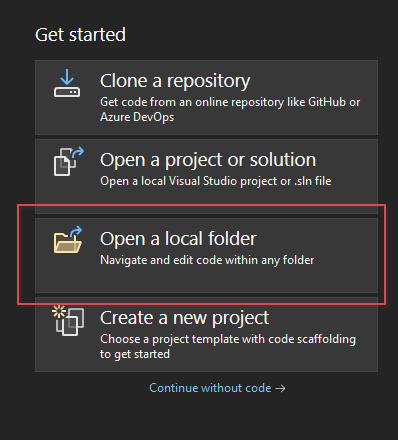 Get started
Clone a repository
Get code from an online repository like GitHub or
Azure DevOps
Open a project or solution
Open a local Visual Studio project or .sln file
Open a local folder
Navigate and edit code within any folder
Create a new project
Choose a project template with code scaffolding
to get started
Continue without code →